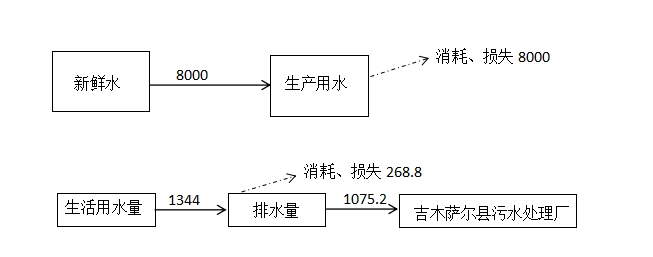 消耗、损失 8000
新鲜水
8000
生产用水
消耗、损失 268.8
生活用水量
1344
排水量
1075.2
吉木萨尔县污水处理厂